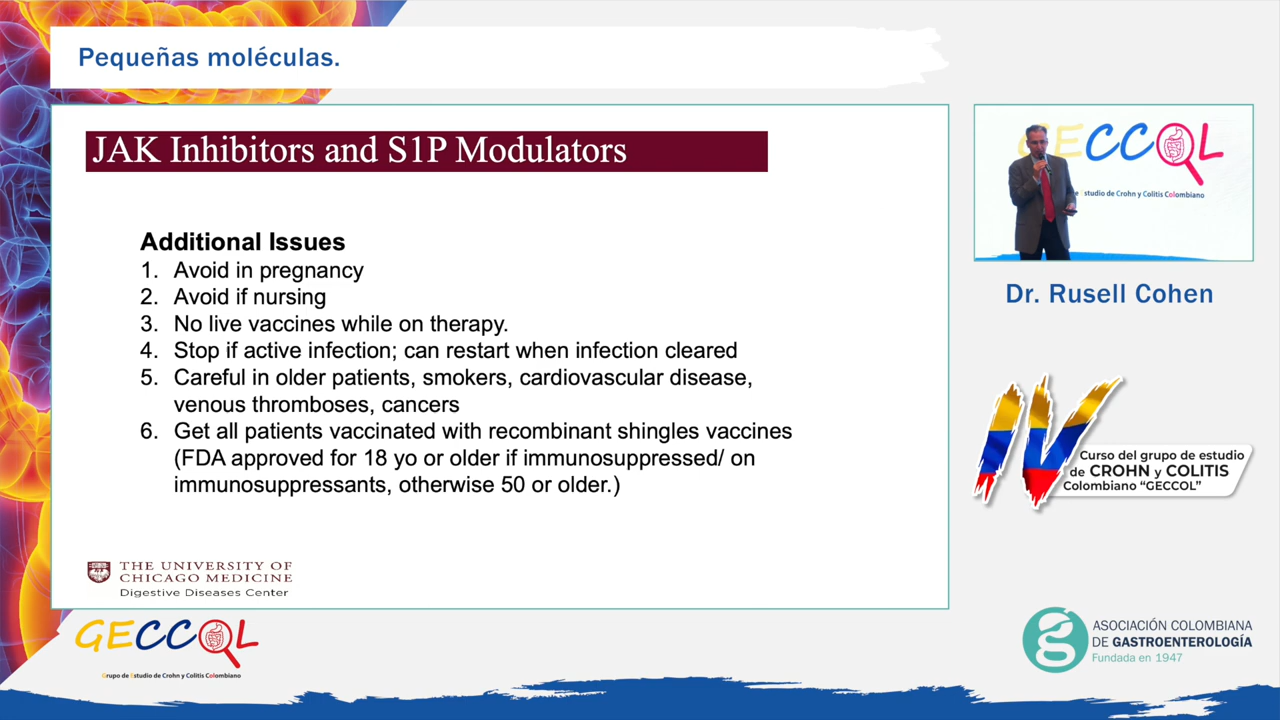 Pequeñas moléculas.
JAK Inhibitors and S1P Modulators
Additional Issues
1. Avoid in pregnancy
2. Avoid if nursing
3. No live vaccines while on therapy.
4. Stop if active infection; can restart when infection cleared
5. Careful in older patients, smokers, cardiovascular disease,
venous thromboses, cancers
6. Get all patients vaccinated with recombinant shingles vaccines
(FDA approved for 18 yo or older if immunosuppressed/ on
immunosuppressants, otherwise 50 or older.)
THE UNIVERSITY OF
CHICAGO MEDICINE
Digestive Diseases Center
GECCOL
studio de Crohn y Colitis Colombiano
Dr. Rusell Cohen
IV
Curso del grupo de estudio
de CROHN y COLITIS
Colombiano “GECCOL”
GECCOL
Grupo de Estudio de Crohn y Colitis Colombiano
ASOCIACIÓN COLOMBIANA
DE GASTROENTEROLOGÍA
Fundada en 1947